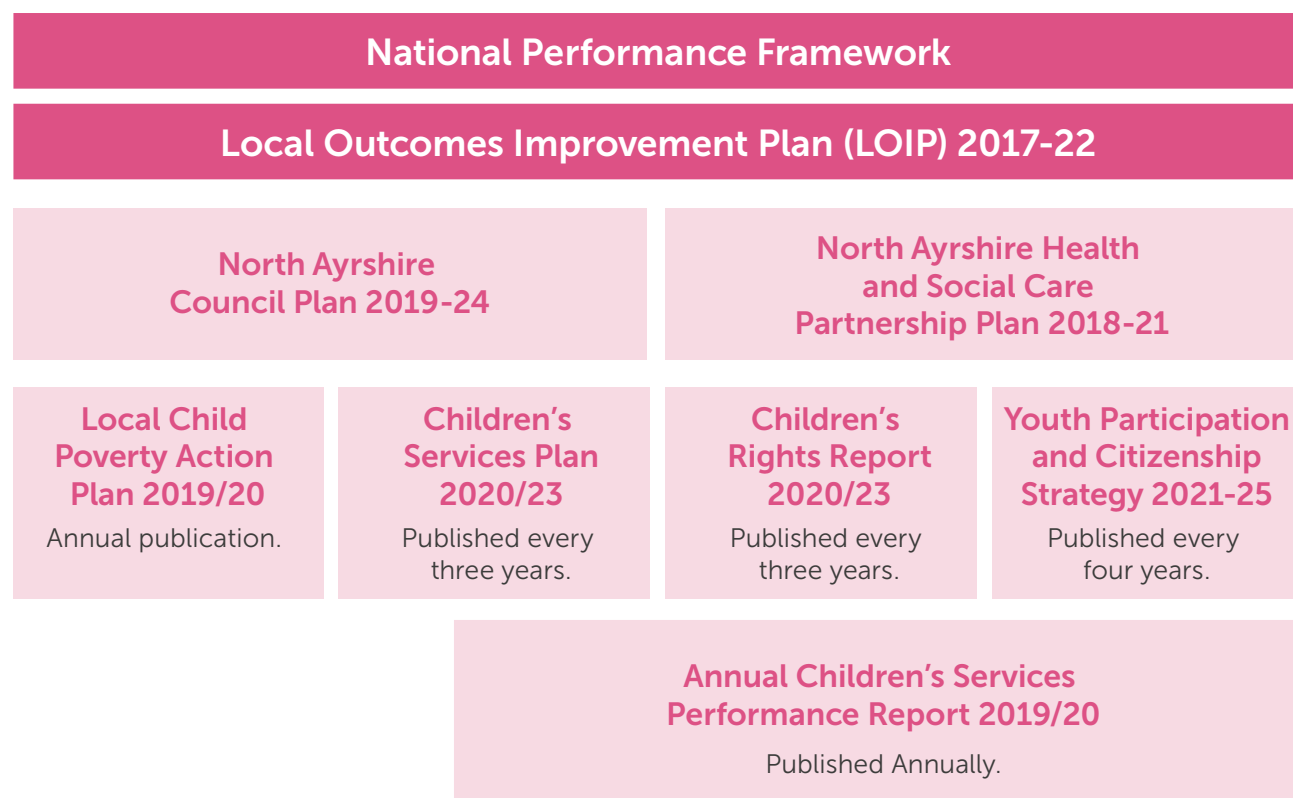 National Performance Framework
Local Outcomes Improvement Plan (LOIP) 2017-22
North Ayrshire
Council Plan 2019-24
North Ayrshire Health
and Social Care
Partnership Plan 2018-21
Local Child
Poverty Action
Plan 2019/20
Annual publication.
Children’s
Services Plan
2020/23
Published every
three years.
Children’s
Rights Report
2020/23
Published every
three years.
Youth Participation
and Citizenship
Strategy 2021-25
Published every
four years.
Annual Children’s Services
Performance Report 2019/20
Published Annually.